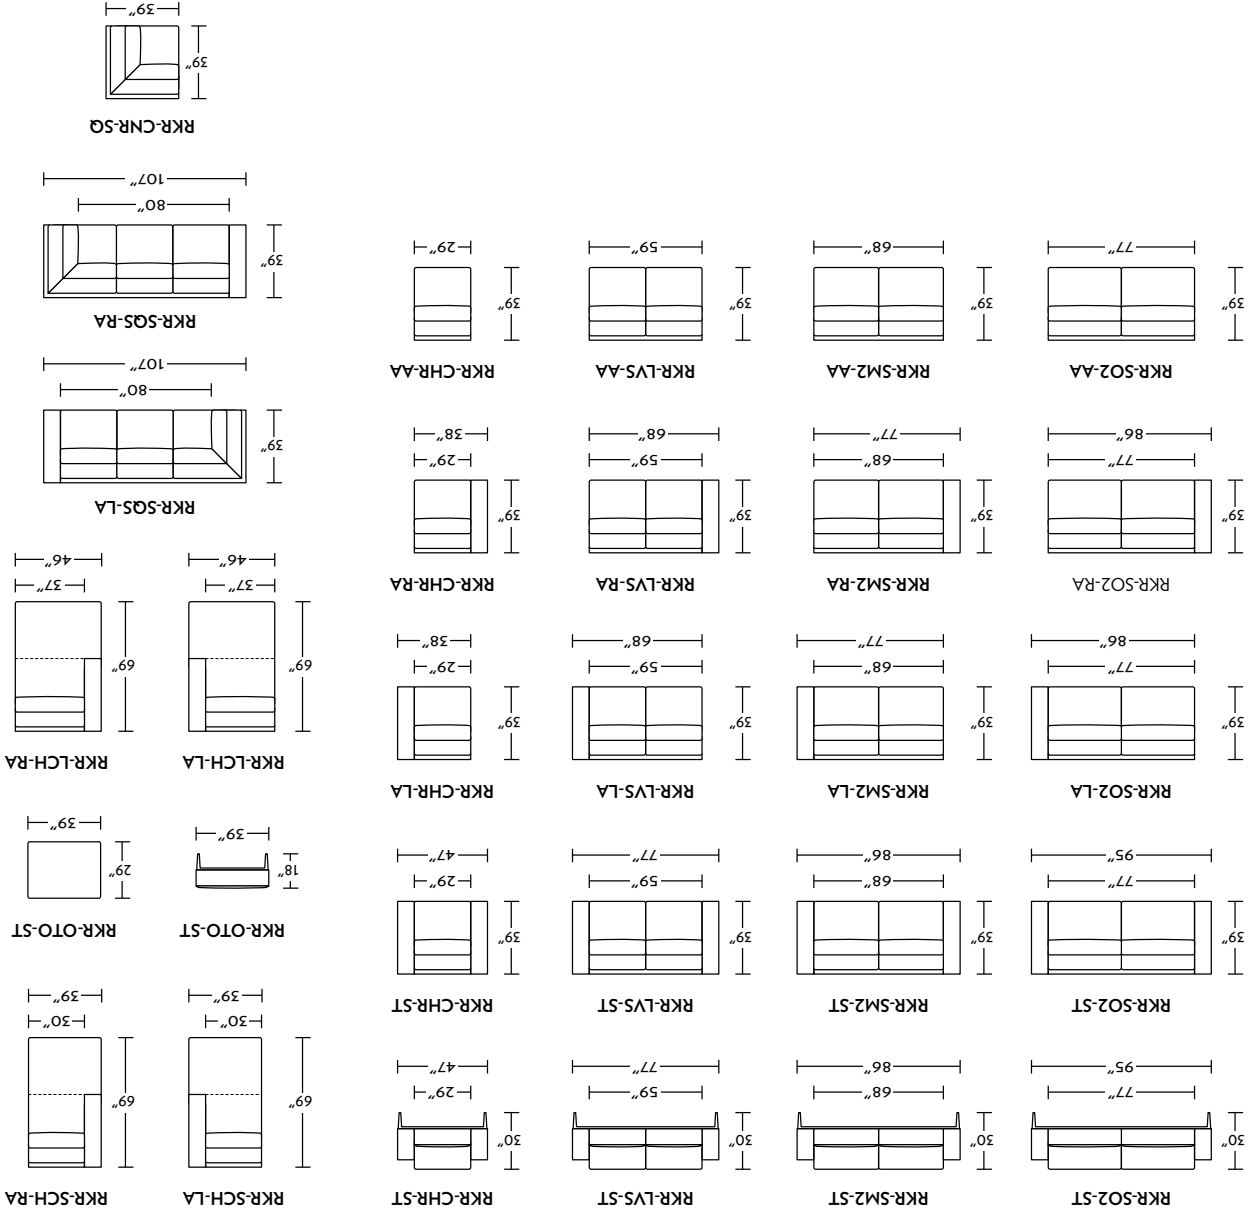 RKR-SO2-ST
30"
77"
95"
RKR-SM2-ST
30"
68"
86"
RKR-LVS-ST
30"
59"
77"
RKR-CHR-ST
30"
29"
47"
RKR-SCH-LA
69"
30"
39"
RKR-SCH-RA
69"
30"
39"
RKR-SO2-ST
39"
77"
95"
RKR-SM2-ST
39"
68"
86"
RKR-LVS-ST
39"
59"
77"
RKR-CHR-ST
39"
29"
47"
RKR-OTO-ST
18"
39"
RKR-OTO-ST
29"
39"
RKR-SO2-LA
39"
77"
86"
RKR-SM2-LA
39"
68"
77"
RKR-LVS-LA
39"
59"
68"
RKR-CHR-LA
39"
29"
38"
RKR-LCH-LA
69"
37"
46"
RKR-LCH-RA
69"
37"
46"
RKR-SO2-RA
39"
77"
86"
RKR-SM2-RA
39"
68"
77"
RKR-LVS-RA
39"
59"
68"
RKR-CHR-RA
39"
29"
38"
RKR-SQS-LA
39"
80"
107"
RKR-SO2-AA
39"
77"
RKR-SM2-AA
39"
68"
RKR-LVS-AA
39"
59"
RKR-CHR-AA
39"
29"
RKR-SQS-RA
39"
80"
107"
RKR-CNR-SQ
39"
39"